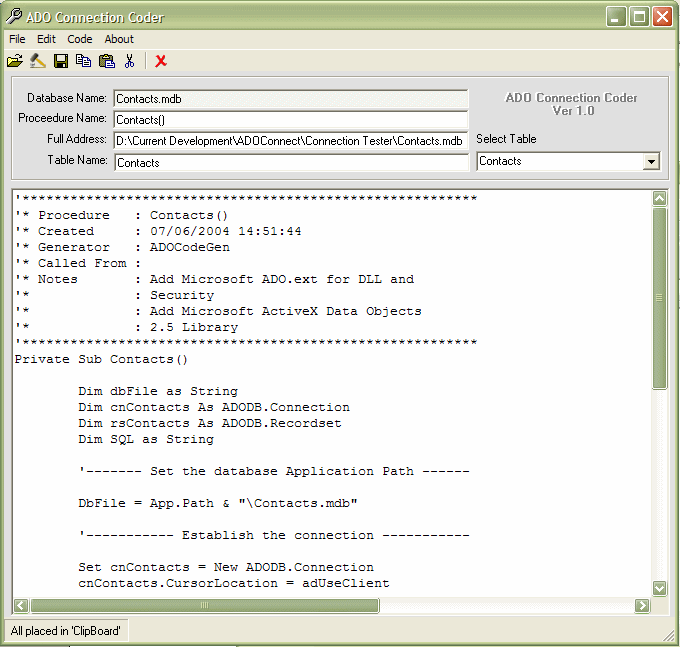 ADO Connection Coder
File Edit Code About
Database Name: Contacts.mdb
Proceedure Name: Contacts()
Full Address: D:\Current Development\ADOConnect\Connection Tester\Contacts.mdb
Table Name: Contacts
ADO Connection Coder
Ver 1.0
Select Table
Contacts
'*********************************************************
'* Procedure   : Contacts()
'* Created     : 07/06/2004 14:51:44
'* Generator   : ADOCodeGen
'* Called From :
'* Notes       : Add Microsoft ADO.ext for DLL and
'*             : Security
'*             : Add Microsoft ActiveX Data Objects
'*             : 2.5 Library
'*********************************************************
Private Sub Contacts()
Dim dbFile as String
Dim cnContacts As ADODB.Connection
Dim rsContacts As ADODB.Recordset
Dim SQL as String
'------- Set the database Application Path ------
DbFile = App.Path & "\Contacts.mdb"
'----------- Establish the connection -----------
Set cnContacts = New ADODB.Connection
cnContacts.CursorLocation = adUseClient
All placed in 'ClipBoard'